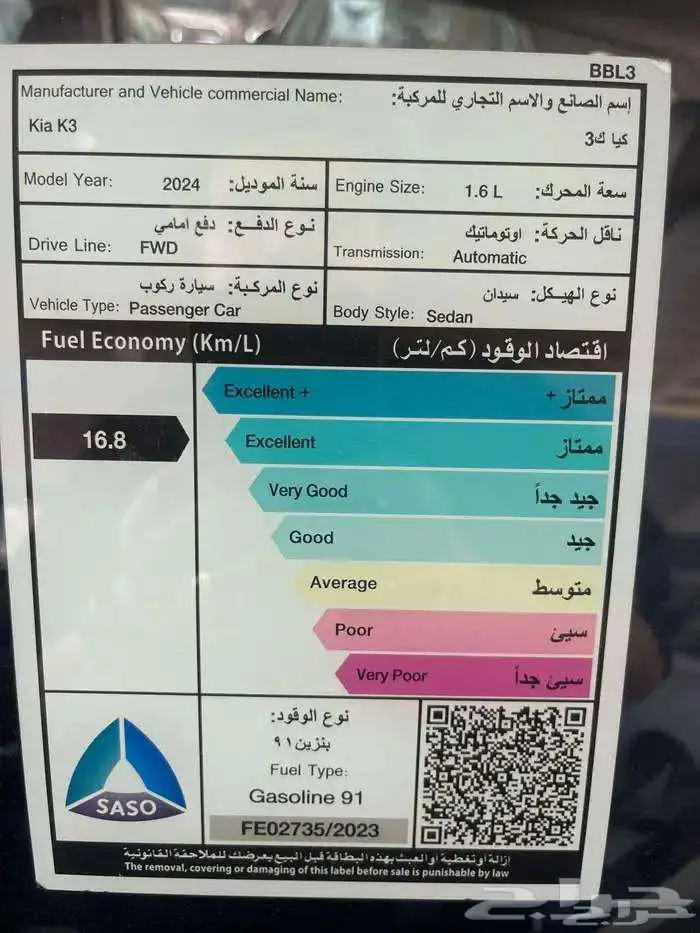 BBL3
Manufacturer and Vehicle commercial Name: إسم الصانع والاسم التجاري للمركبة:
Kia K3 كيا ك3
Model Year: 2024 سنة الموديل:
Engine Size: 1.6 L سعة المحرك:
نوع الدفع: دفع امامي
Drive Line: FWD
ناقل الحركة: اوتوماتيك
Transmission: Automatic
نوع المركبة: سيارة ركوب
Vehicle Type: Passenger Car
نوع الهيكل: سيدان
Body Style: Sedan
Fuel Economy (Km/L) اقتصاد الوقود (كم/لتر)
Excellent + ممتاز +
16.8
Excellent ممتاز
Very Good جيد جداً
Good جيد
Average متوسط
Poor سيئ
Very Poor سيئ جداً
SASO
نوع الوقود:
بنزين ٩١
Fuel Type:
Gasoline 91
FE02735/2023
إزالة او تغطية أو العبث بهذه البطاقة قبل البيع يعرضك للملاحقة القانونية
The removal, covering or damaging of this label before sale is punishable by law
حراج